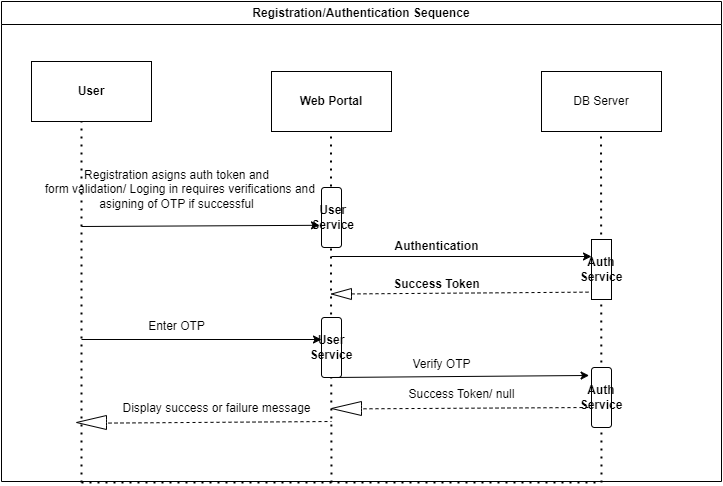 Registration/Authentication Sequence
User
Web Portal
DB Server
Registration asigns auth token and
form validation/ Loging in requires verifications and
asigning of OTP if successful
User
Service
Authentication
Auth
Service
Success Token
Enter OTP
User
Service
Verify OTP
Auth
Service
Success Token/ null
Display success or failure message